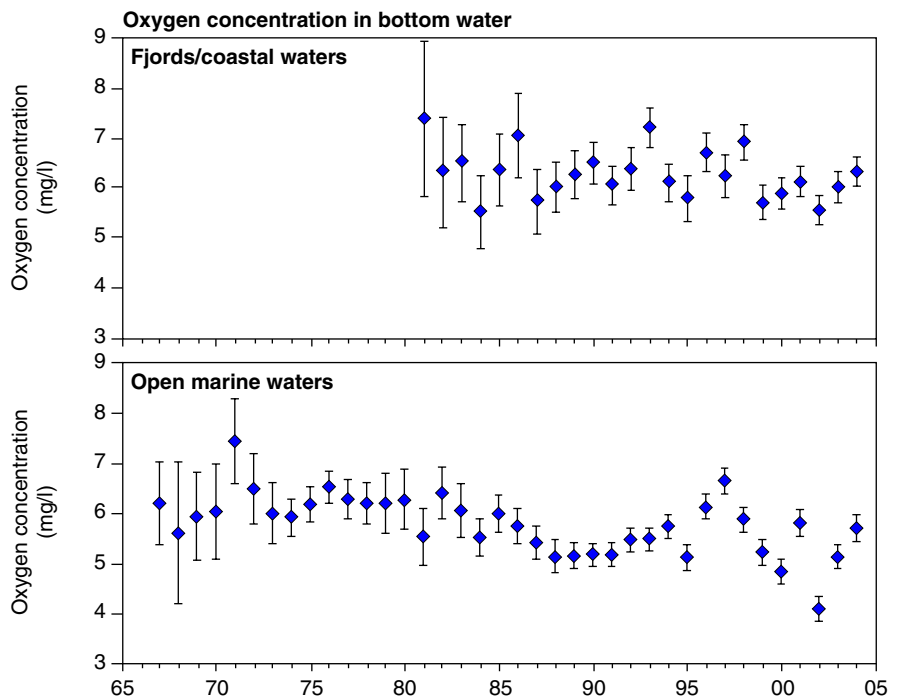 Oxygen concentration in bottom water
Fjords/coastal waters
Oxygen concentration
(mg/l)
9
8
7
6
5
4
3
Open marine waters
Oxygen concentration
(mg/l)
9
8
7
6
5
4
3
65 70 75 80 85 90 95 00 05